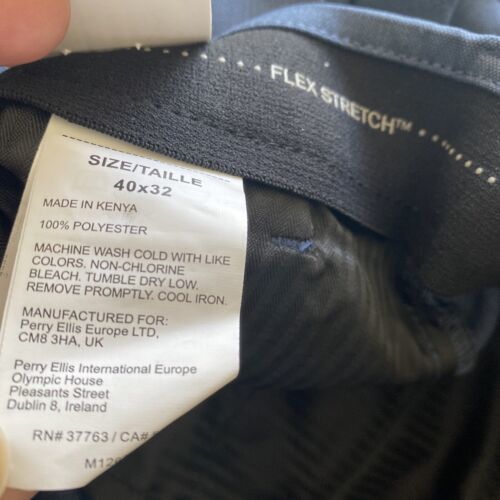 FLEX STRETCH™
SIZE/TAILLE
40x32
MADE IN KENYA
100% POLYESTER
MACHINE WASH COLD WITH LIKE
COLORS. NON-CHLORINE
BLEACH. TUMBLE DRY LOW.
REMOVE PROMPTLY. COOL IRON.
MANUFACTURED FOR:
Perry Ellis Europe LTD,
CM8 3HA, UK
Perry Ellis International Europe
Olympic House
Pleasants Street
Dublin 8, Ireland
RN# 37763 / CA#